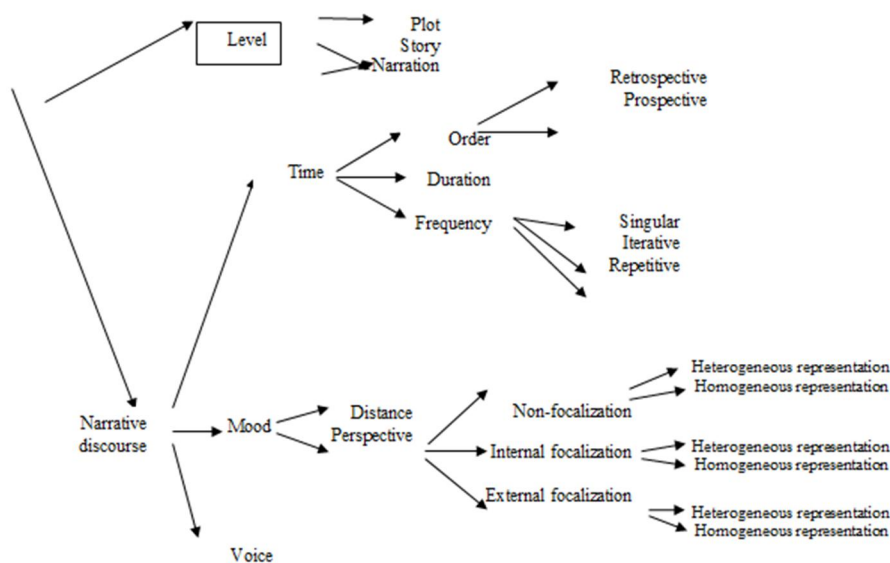 Level
Plot
Story
Narration
Time
Order
Retrospective
Prospective
Duration
Frequency
Singular
Iterative
Repetitive
Narrative
discourse
Mood
Distance
Perspective
Non-focalization
Heterogeneous representation
Homogeneous representation
Internal focalization
Heterogeneous representation
Homogeneous representation
External focalization
Heterogeneous representation
Homogeneous representation
Voice